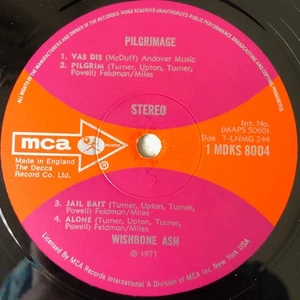 ALL RIGHTS OF THE MANUFACTURER AND OF THE OWNER OF THE RECORDED WORK RESERVED UNAUTHORISED PUBLIC PERFORMANCE BROADCASTING AND COPYING OF THIS RECORD PROHIBITED
PILGRIMAGE
1. VAS DIS (McDuff) Andover Music
2. PILGRIM (Turner, Upton, Turner,
Powell) Feldman/Miles
STEREO
mca
Made in England
The Decca
Record Co. Ltd.
Int. No.
(MAPS 5060)
Side 7-LNMG 244
1 MDKS 8004
3. JAIL BAIT (Turner, Upton, Turner,
Powell) Feldman/Miles
4. ALONE (Turner, Upton, Turner,
Powell) Feldman/Miles
WISHBONE ASH
℗ 1971
Licensed By MCA Records (International) A Division of MCA Inc New York USA